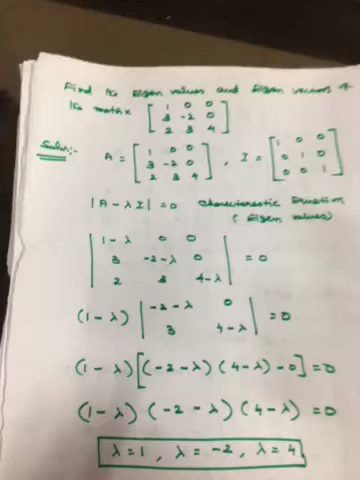 Find the Eigen values and Eigen vectors of
the matrix [ 1 0 0
3 -2 0
2 3 4 ]
Soln:- A = [ 1 0 0
3 -2 0
2 3 4 ] , I = [ 1 0 0
0 1 0
0 0 1 ]
|A - λI| = 0 characteristic Equation
( Eigen values)
| 1-λ 0 0
3 -2-λ 0 | = 0
2 3 4-λ |
(1-λ) | -2-λ 0
3 4-λ | = 0
(1-λ) [(-2-λ) (4-λ) - 0] = 0
(1-λ) (-2-λ) (4-λ) = 0
λ = 1 , λ = -2 , λ = 4